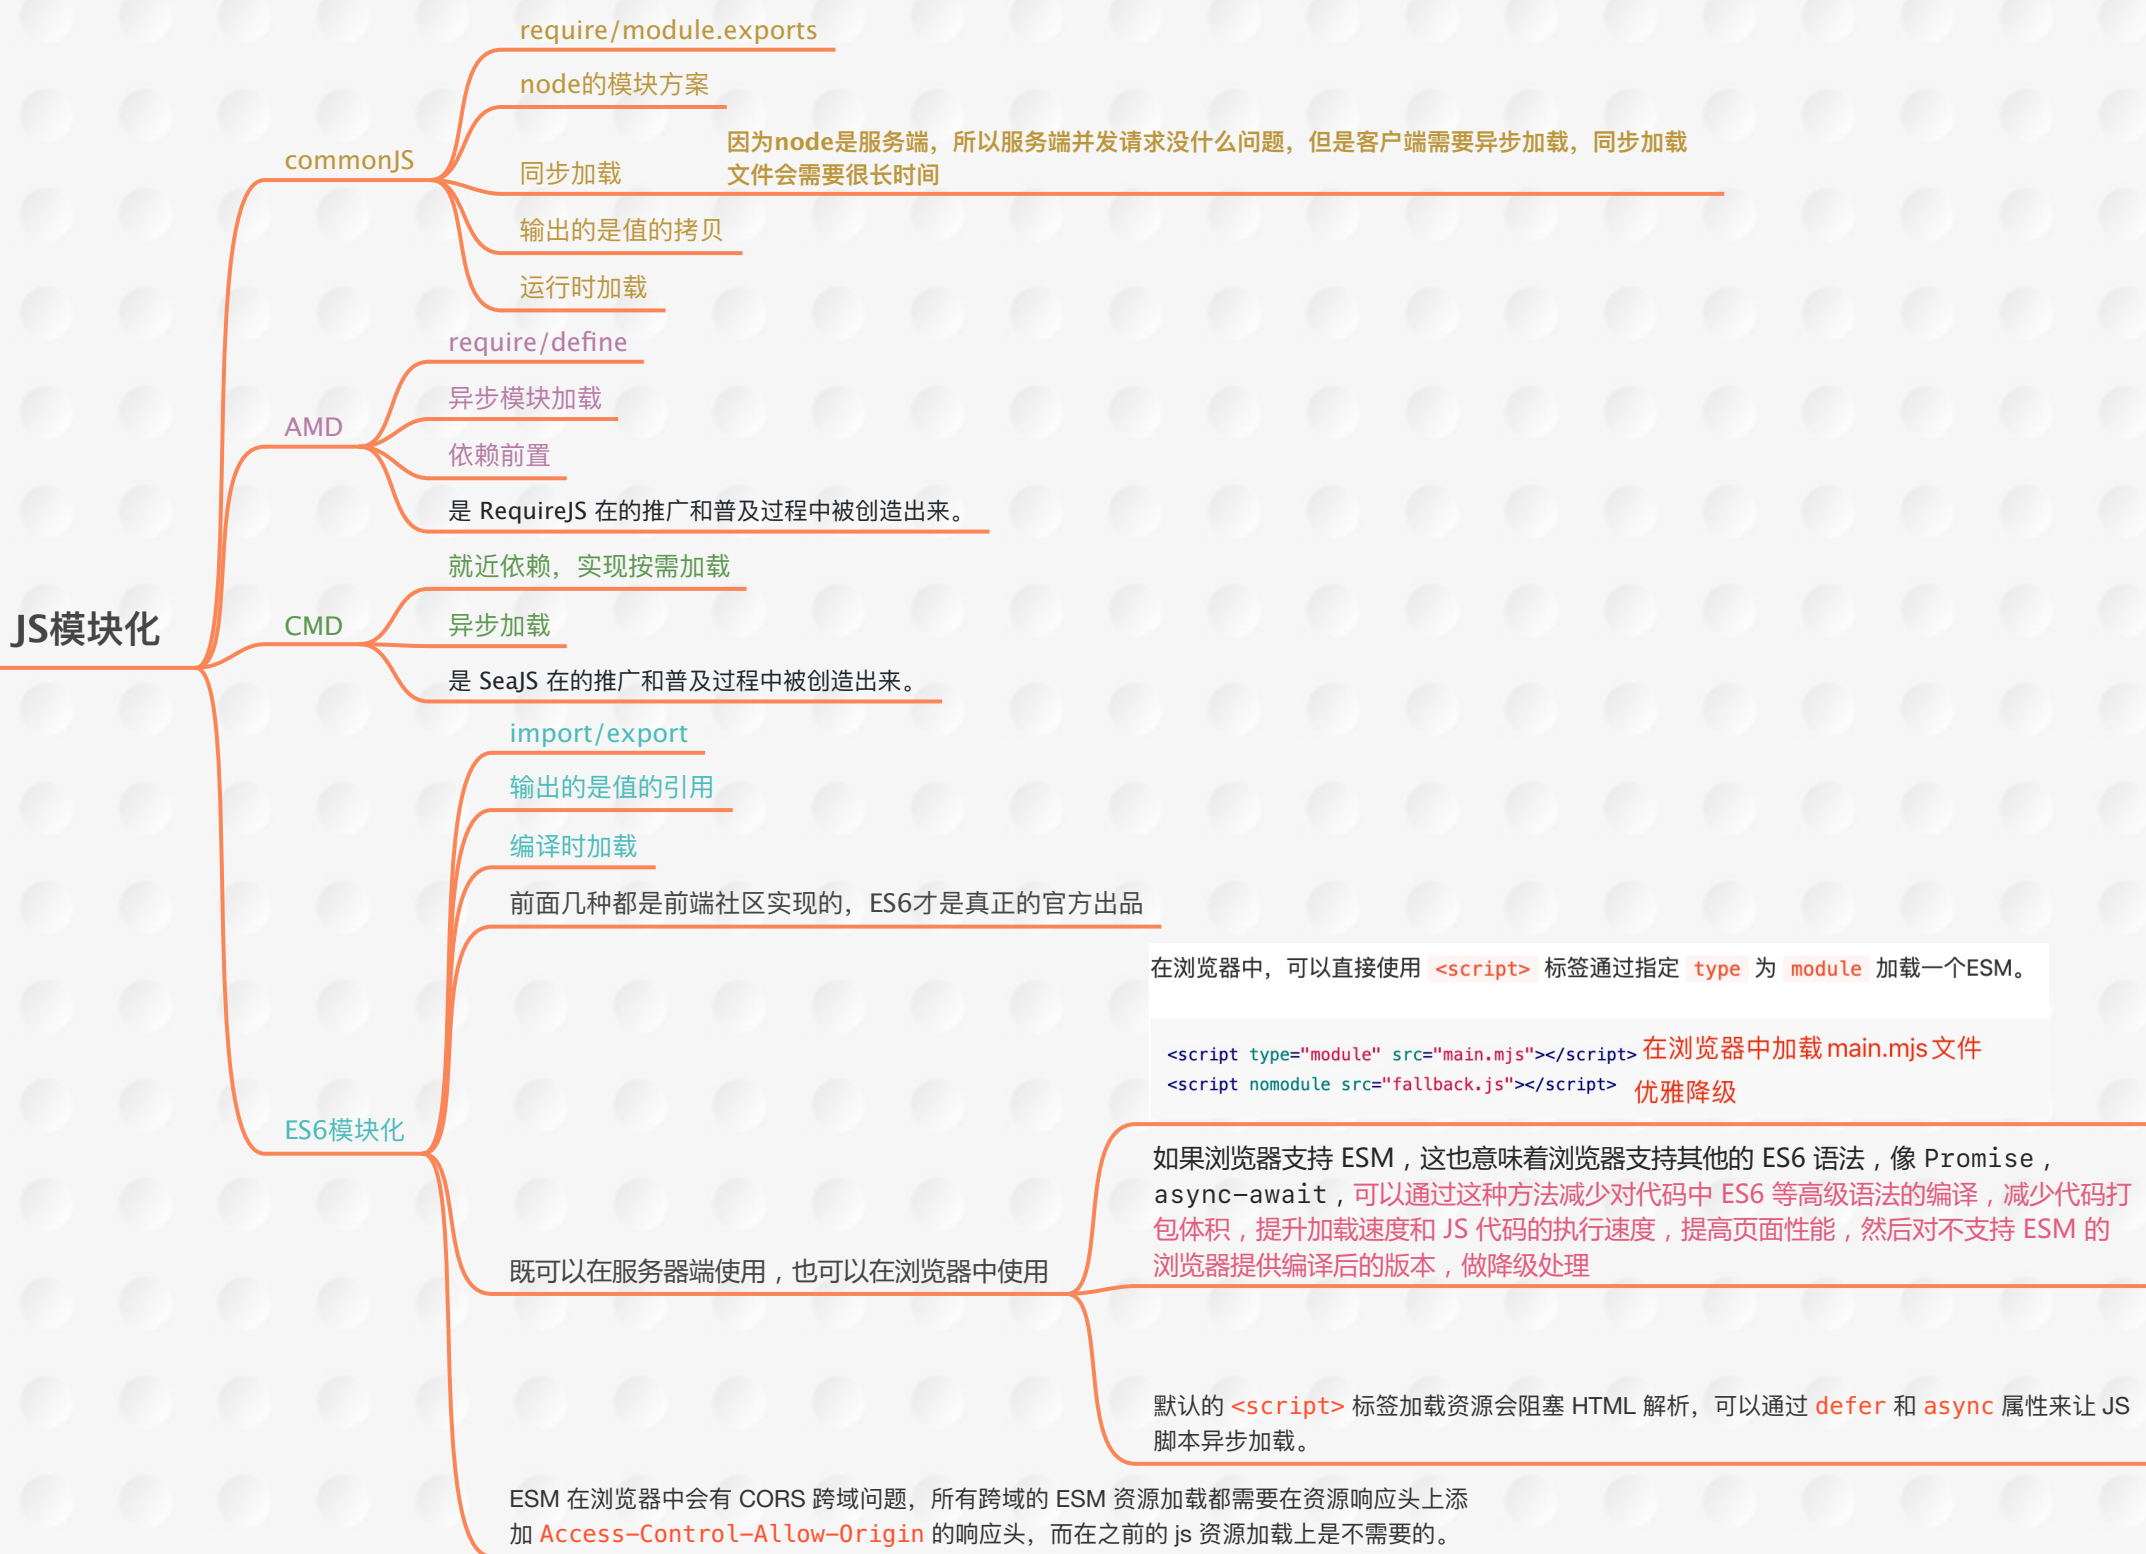 JS模块化
commonJS
require/module.exports
node的模块方案
同步加载
因为node是服务端，所以服务端并发请求没什么问题，但是客户端需要异步加载，同步加载
文件会需要很长时间
输出的是值的拷贝
运行时加载
AMD
require/define
异步模块加载
依赖前置
是 RequireJS 在的推广和普及过程中被创造出来。
CMD
就近依赖，实现按需加载
异步加载
是 SeaJS 在的推广和普及过程中被创造出来。
ES6模块化
import/export
输出的是值的引用
编译时加载
前面几种都是前端社区实现的，ES6才是真正的官方出品
既可以在服务器端使用，也可以在浏览器中使用
在浏览器中，可以直接使用 <script> 标签通过指定 type 为 module 加载一个ESM。
<script type="module" src="main.mjs"></script> 在浏览器中加载main.mjs文件
<script nomodule src="fallback.js"></script> 优雅降级
如果浏览器支持 ESM，这也意味着浏览器支持其他的 ES6 语法，像 Promise，
async-await，可以通过这种方法减少对代码中 ES6 等高级语法的编译，减少代码打
包体积，提升加载速度和 JS 代码的执行速度，提高页面性能，然后对不支持 ESM 的
浏览器提供编译后的版本，做降级处理
默认的 <script> 标签加载资源会阻塞 HTML 解析，可以通过 defer 和 async 属性来让 JS
脚本异步加载。
ESM 在浏览器中会有 CORS 跨域问题，所有跨域的 ESM 资源加载都需要在资源响应头上添
加 Access-Control-Allow-Origin 的响应头，而在之前的 js 资源加载上是不需要的。